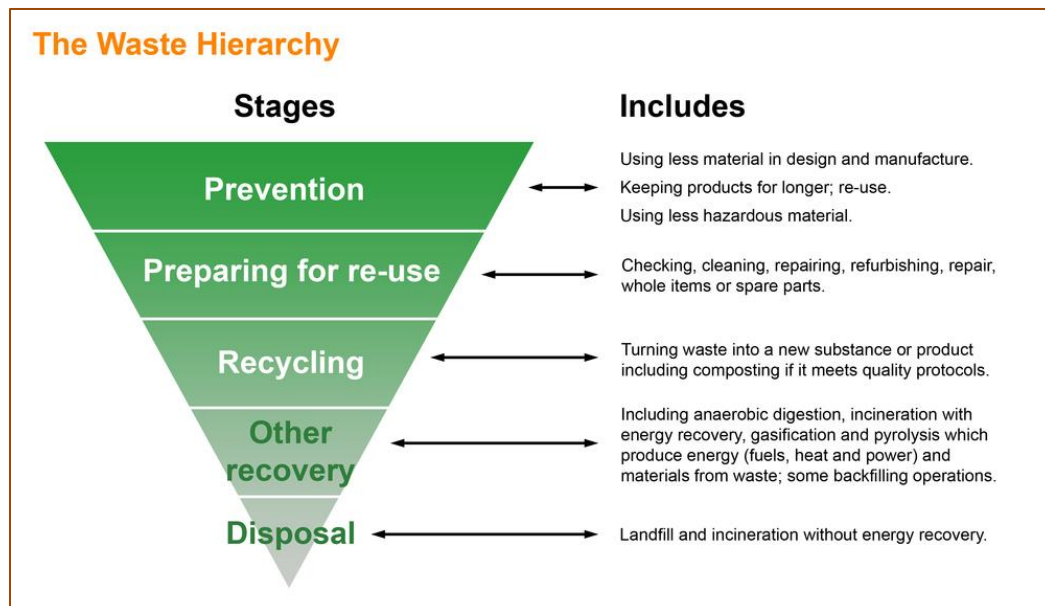 The Waste Hierarchy
Stages
Includes
Prevention
Using less material in design and manufacture.
Keeping products for longer; re-use.
Using less hazardous material.
Preparing for re-use
Checking, cleaning, repairing, refurbishing, repair,
whole items or spare parts.
Recycling
Turning waste into a new substance or product
including composting if it meets quality protocols.
Other
recovery
Including anaerobic digestion, incineration with
energy recovery, gasification and pyrolysis which
produce energy (fuels, heat and power) and
materials from waste; some backfilling operations.
Disposal
Landfill and incineration without energy recovery.